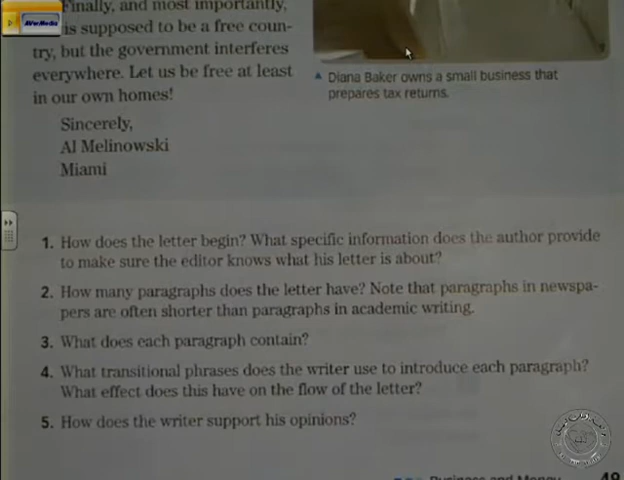 Finally, and most importantly,
is supposed to be a free coun-
try, but the government interferes
everywhere. Let us be free at least
in our own homes!
Sincerely,
Al Melinowski
Miami
▲ Diana Baker owns a small business that
prepares tax returns.
1. How does the letter begin? What specific information does the author provide
to make sure the editor knows what his letter is about?
2. How many paragraphs does the letter have? Note that paragraphs in newspa-
pers are often shorter than paragraphs in academic writing.
3. What does each paragraph contain?
4. What transitional phrases does the writer use to introduce each paragraph?
What effect does this have on the flow of the letter?
5. How does the writer support his opinions?
Business and Money 49
AVerMedia